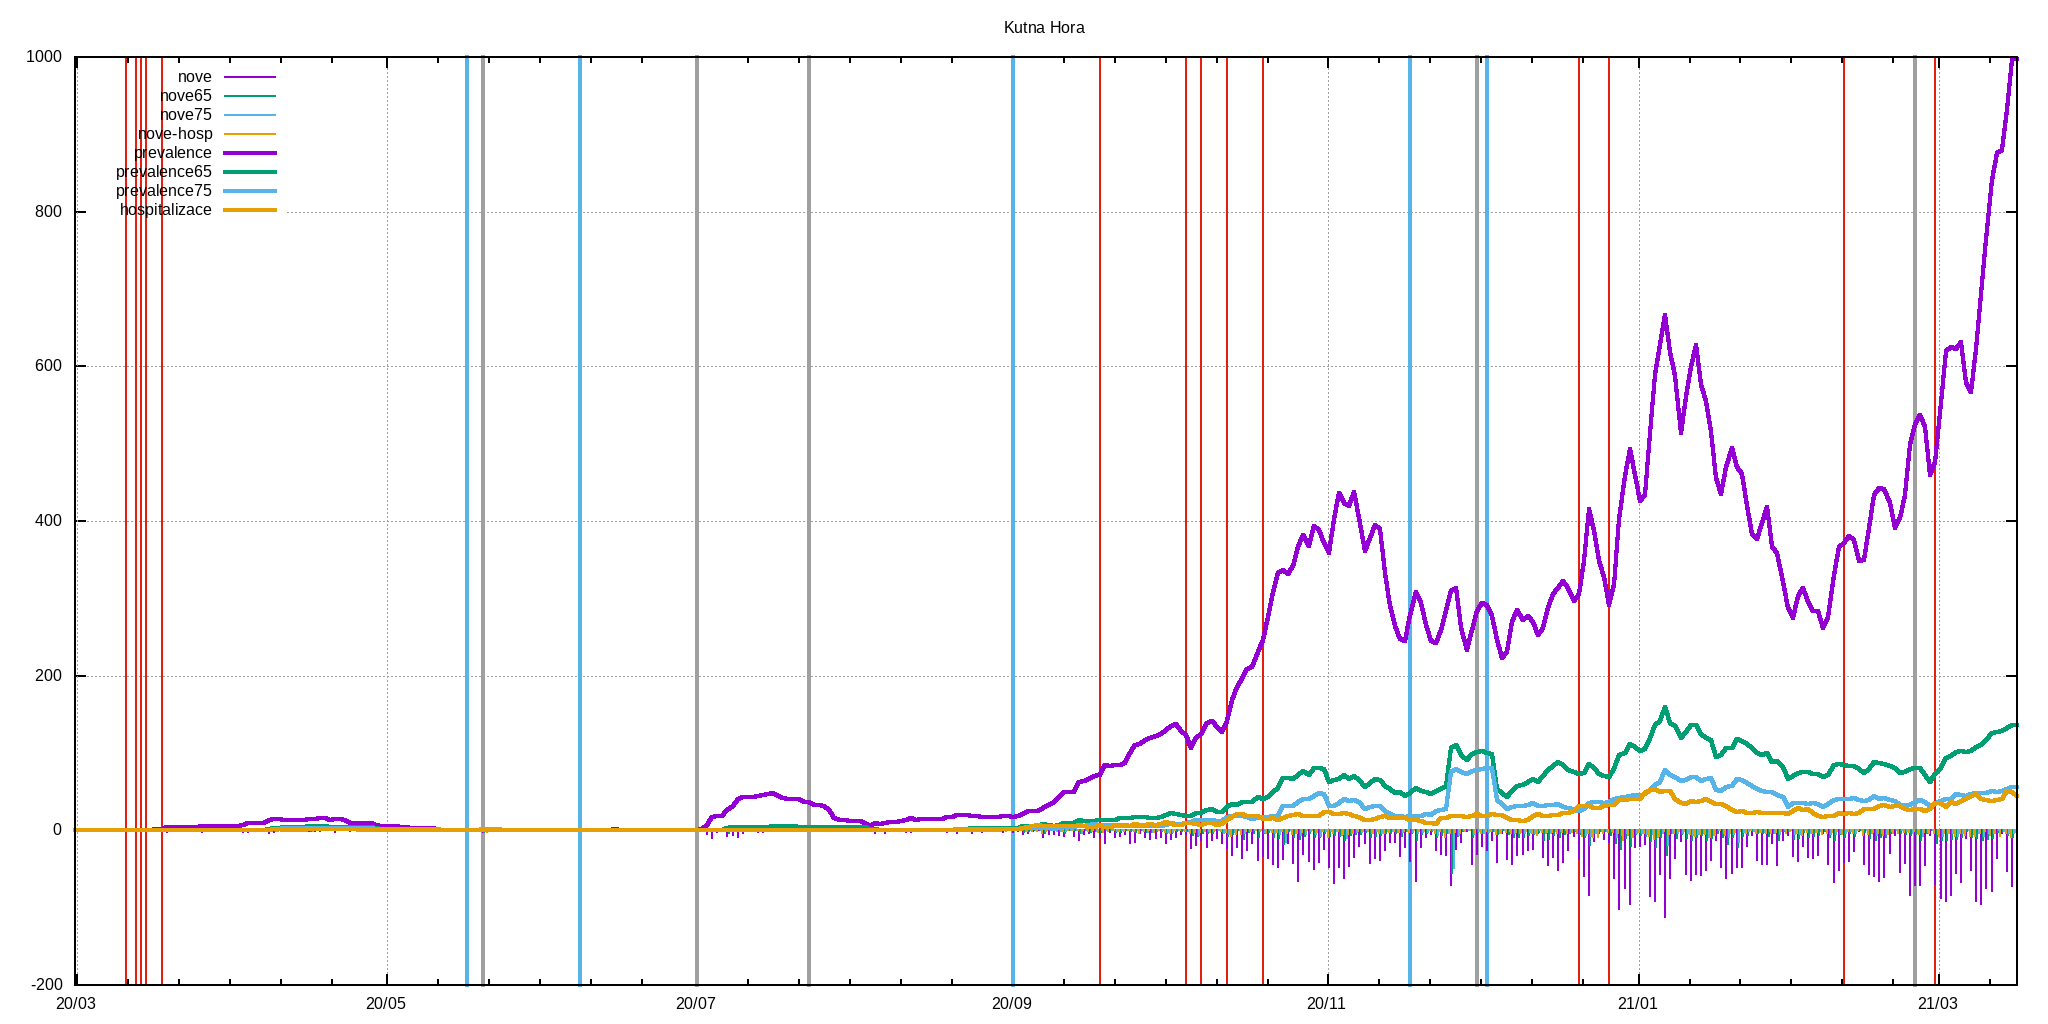 Kutna Hora
1000
nove
nove65
nove75
nove-hosp
prevalence
prevalence65
prevalence75
hospitalizace
800
600
400
200
0
-200
20/03 20/05 20/07 20/09 20/11 21/01 21/03